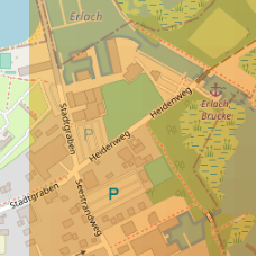 Erlach
Stadtgraben
P
Heidenweg
Erlach,
Brücke
Heidenweg
P
Stadtgraben
Seestrandweg